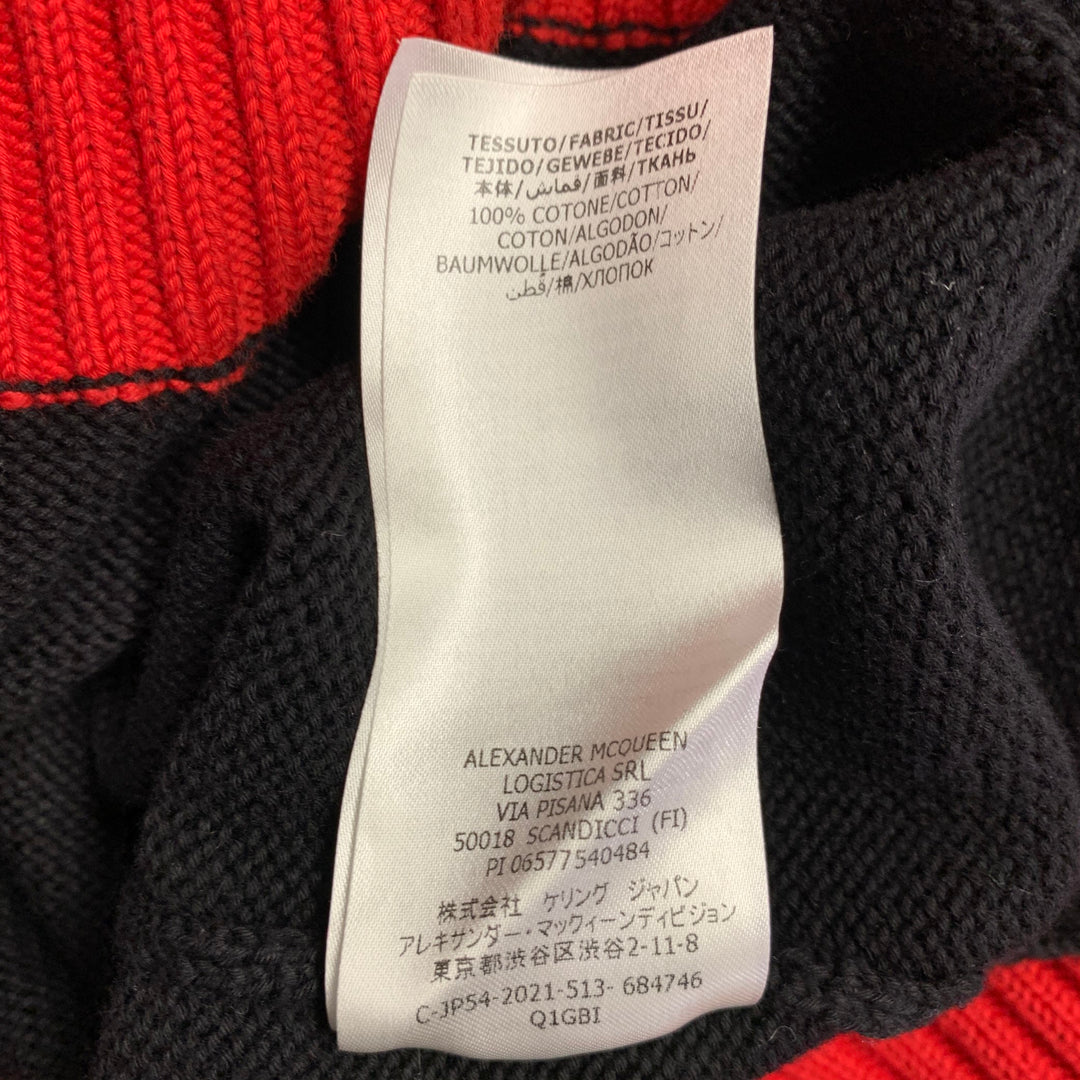 TESSUTO/FABRIC/TISSU/
TEJIDO/GEWEBE/TECIDO/
本体/قماش/面料/ТКАНЬ
100% COTONE/COTTON/
COTON/ALGODON/
BAUMWOLLE/ALGODÃO/コットン/
قطن/棉/ХЛОПОК
ALEXANDER MCQUEEN
LOGISTICA SRL
VIA PISANA 336
50018 SCANDICCI (FI)
PI 06577540484
株式会社 ケリング ジャパン
アレキサンダー・マックィーンディビジョン
東京都渋谷区渋谷2-11-8
C-JP54-2021-513- 684746
Q1GBI